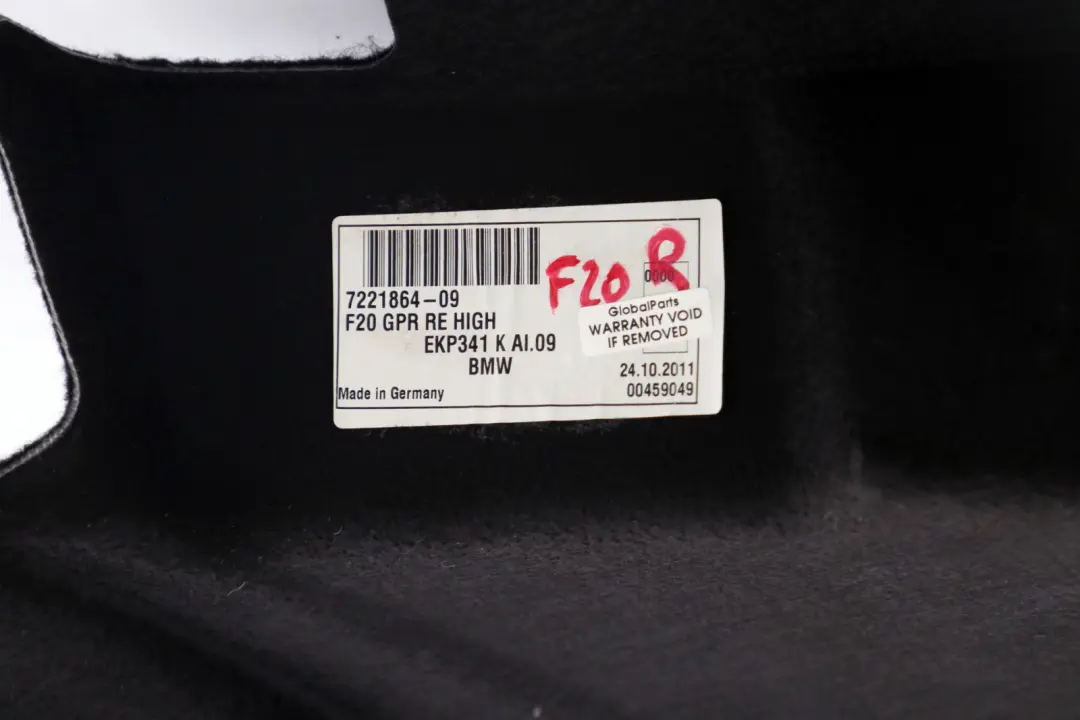 F20 R
0000
7221864-09
F20 GPR RE HIGH
EKP341 K AI.09
BMW
GlobalParts
WARRANTY VOID
IF REMOVED
24.10.2011
Made in Germany
00459049